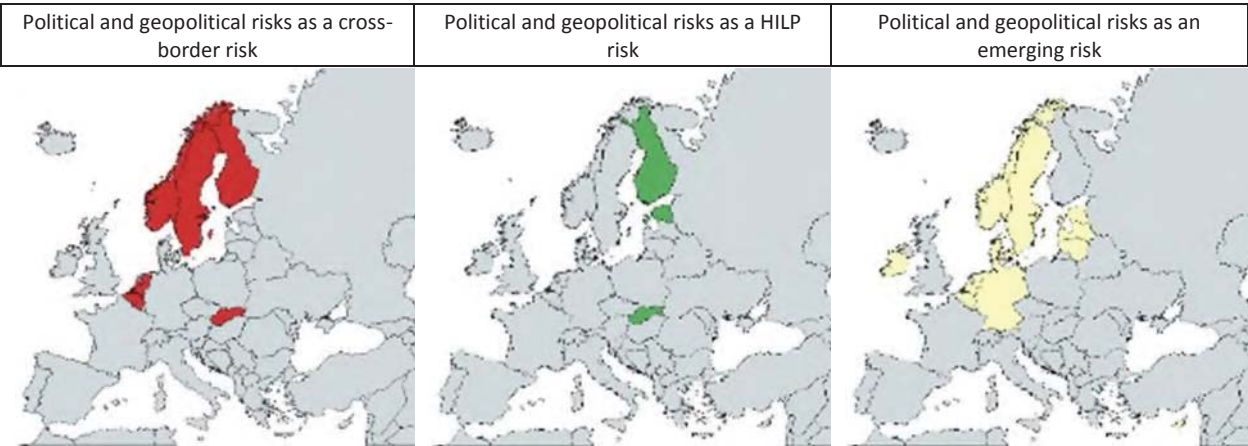 Political and geopolitical risks as a cross-
border risk
Political and geopolitical risks as a HILP
risk
Political and geopolitical risks as an
emerging risk